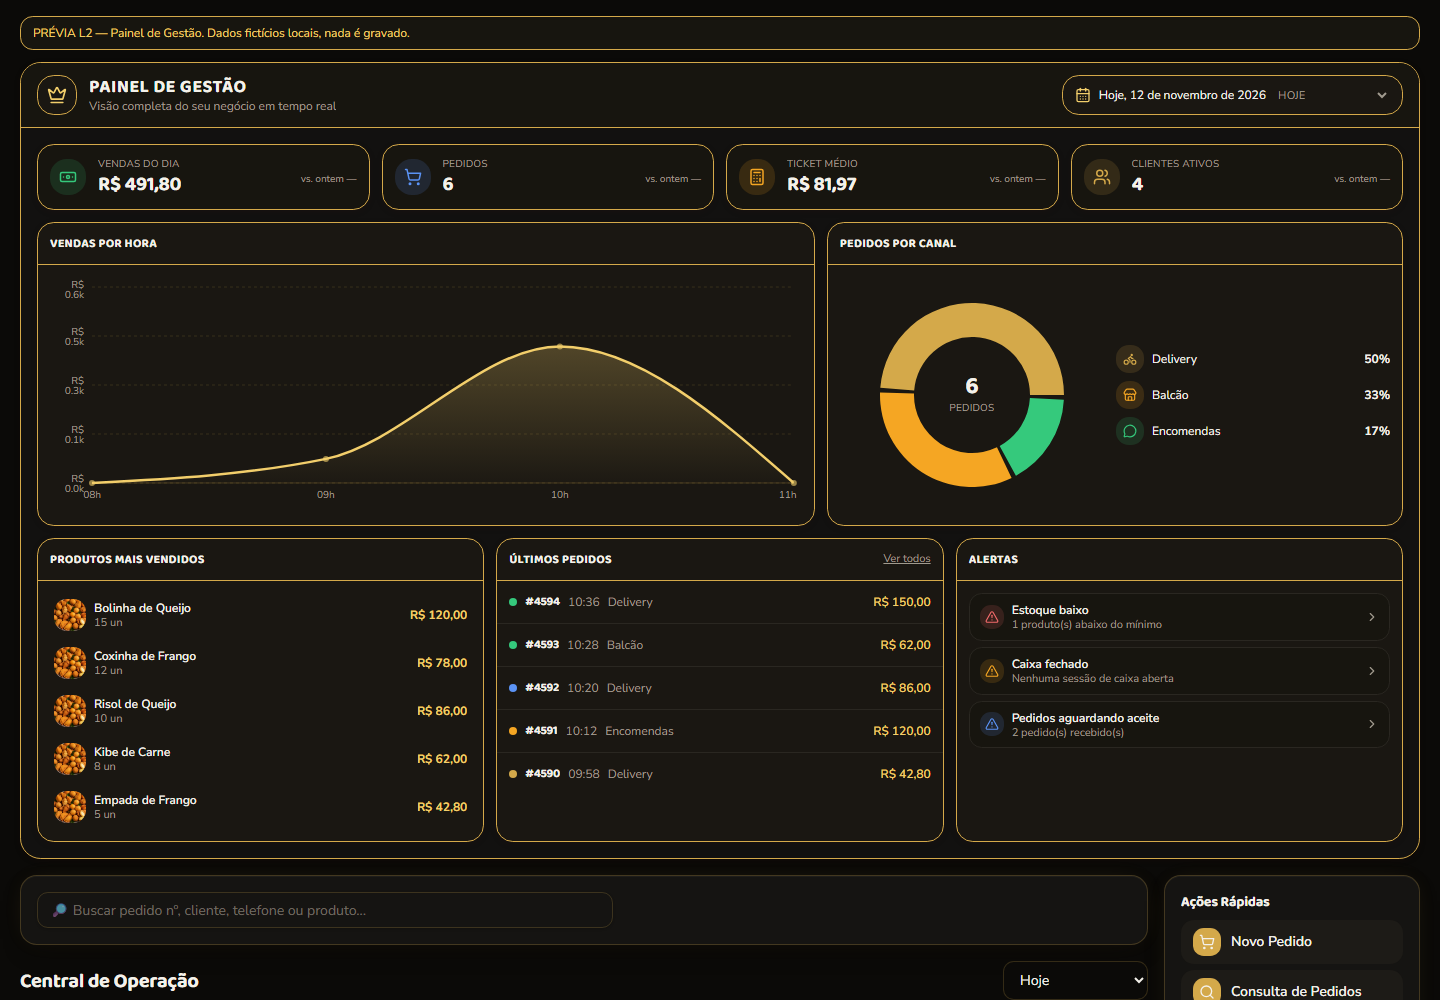 PRÉVIA L2 — Painel de Gestão. Dados fictícios locais, nada é gravado.
PAINEL DE GESTÃO
Visão completa do seu negócio em tempo real
Hoje, 12 de novembro de 2026 HOJE
VENDAS DO DIA
R$ 491,80
vs. ontem —
PEDIDOS
6
vs. ontem —
TICKET MÉDIO
R$ 81,97
vs. ontem —
CLIENTES ATIVOS
4
vs. ontem —
VENDAS POR HORA
R$
0.6k
R$
0.5k
R$
0.3k
R$
0.1k
R$
0.0k
08h
09h
10h
11h
PEDIDOS POR CANAL
6
PEDIDOS
Delivery 50%
Balcão 33%
Encomendas 17%
PRODUTOS MAIS VENDIDOS
Bolinha de Queijo
15 un
R$ 120,00
Coxinha de Frango
12 un
R$ 78,00
Risol de Queijo
10 un
R$ 86,00
Kibe de Carne
8 un
R$ 62,00
Empada de Frango
5 un
R$ 42,80
ÚLTIMOS PEDIDOS
Ver todos
#4594 10:36 Delivery R$ 150,00
#4593 10:28 Balcão R$ 62,00
#4592 10:20 Delivery R$ 86,00
#4591 10:12 Encomendas R$ 120,00
#4590 09:58 Delivery R$ 42,80
ALERTAS
Estoque baixo
1 produto(s) abaixo do mínimo
Caixa fechado
Nenhuma sessão de caixa aberta
Pedidos aguardando aceite
2 pedido(s) recebido(s)
Buscar pedido nº, cliente, telefone ou produto...
Central de Operação
Hoje
Ações Rápidas
Novo Pedido
Consulta de Pedidos